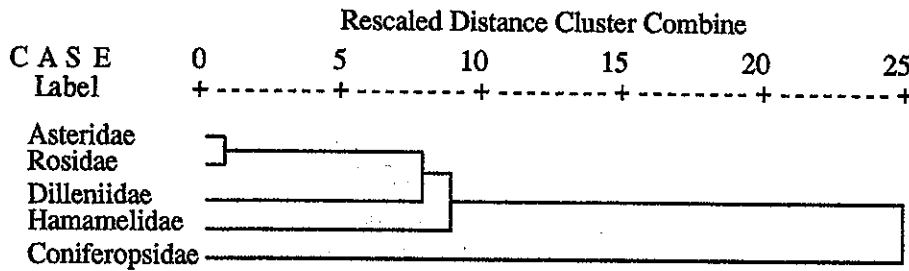 Rescaled Distance Cluster Combine
C A S E 0 5 10 15 20 25
Label +---------+---------+---------+---------+---------+
Asteridae
Rosidae
Dilleniidae
Hamamelidae
Coniferopsidae